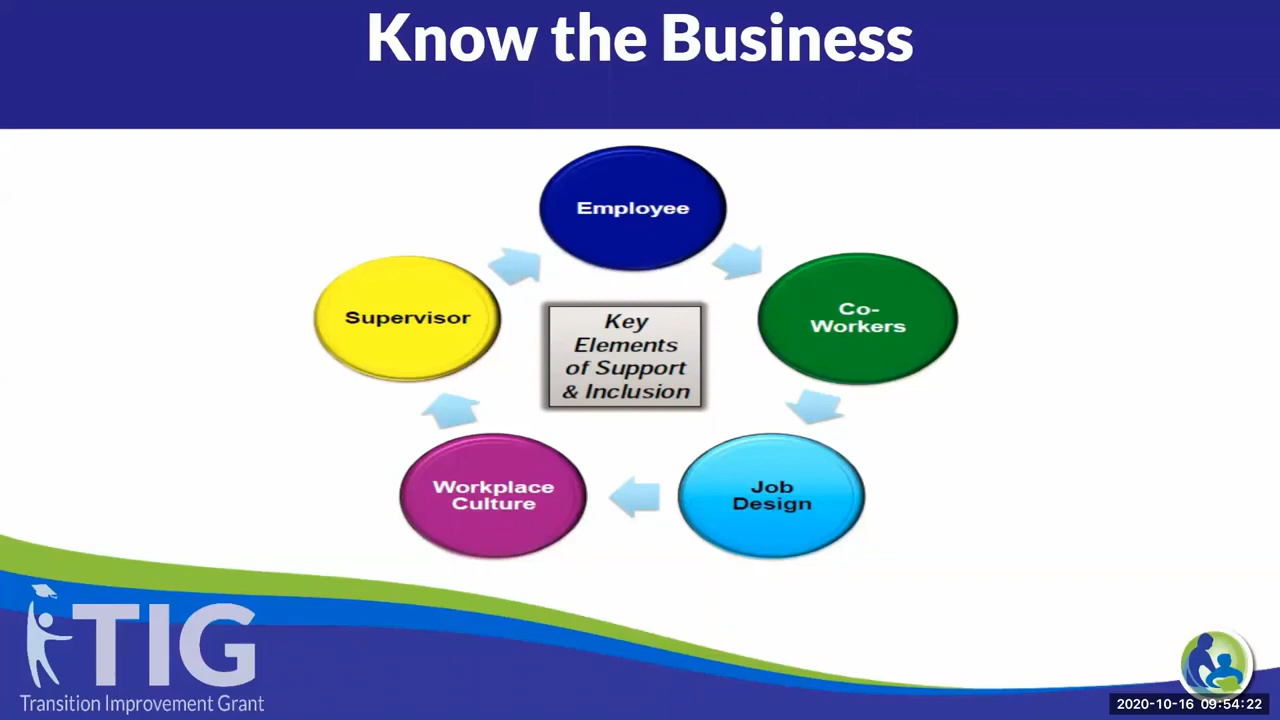 Know the Business
Employee
Co-
Workers
Supervisor
Key
Elements
of Support
& Inclusion
Workplace
Culture
Job
Design
TIG
Transition Improvement Grant
2020-10-16 09:54:22